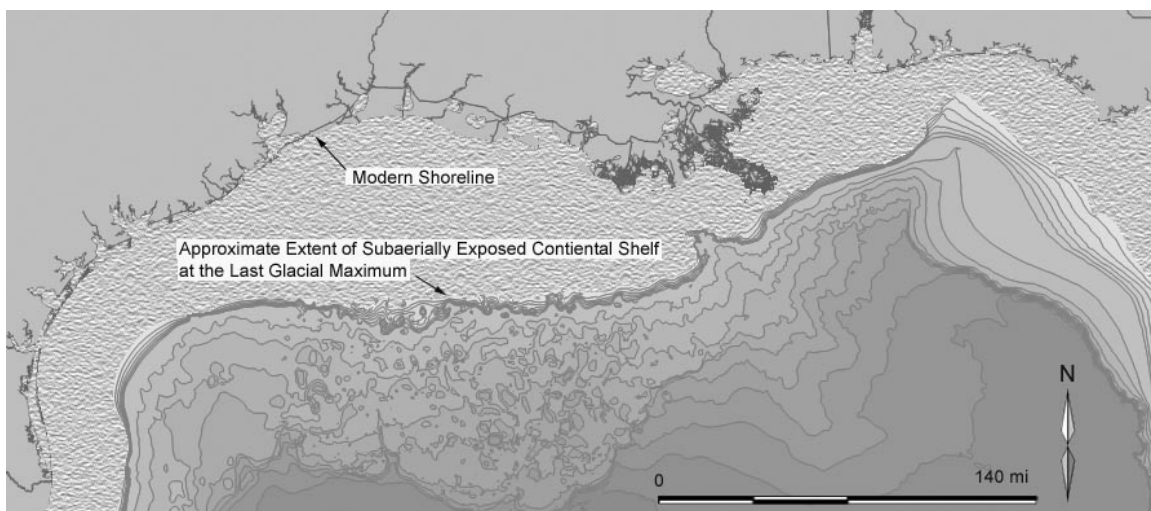 Modern Shoreline
Approximate Extent of Subaerially Exposed Contiental Shelf
at the Last Glacial Maximum
N
0 140 mi